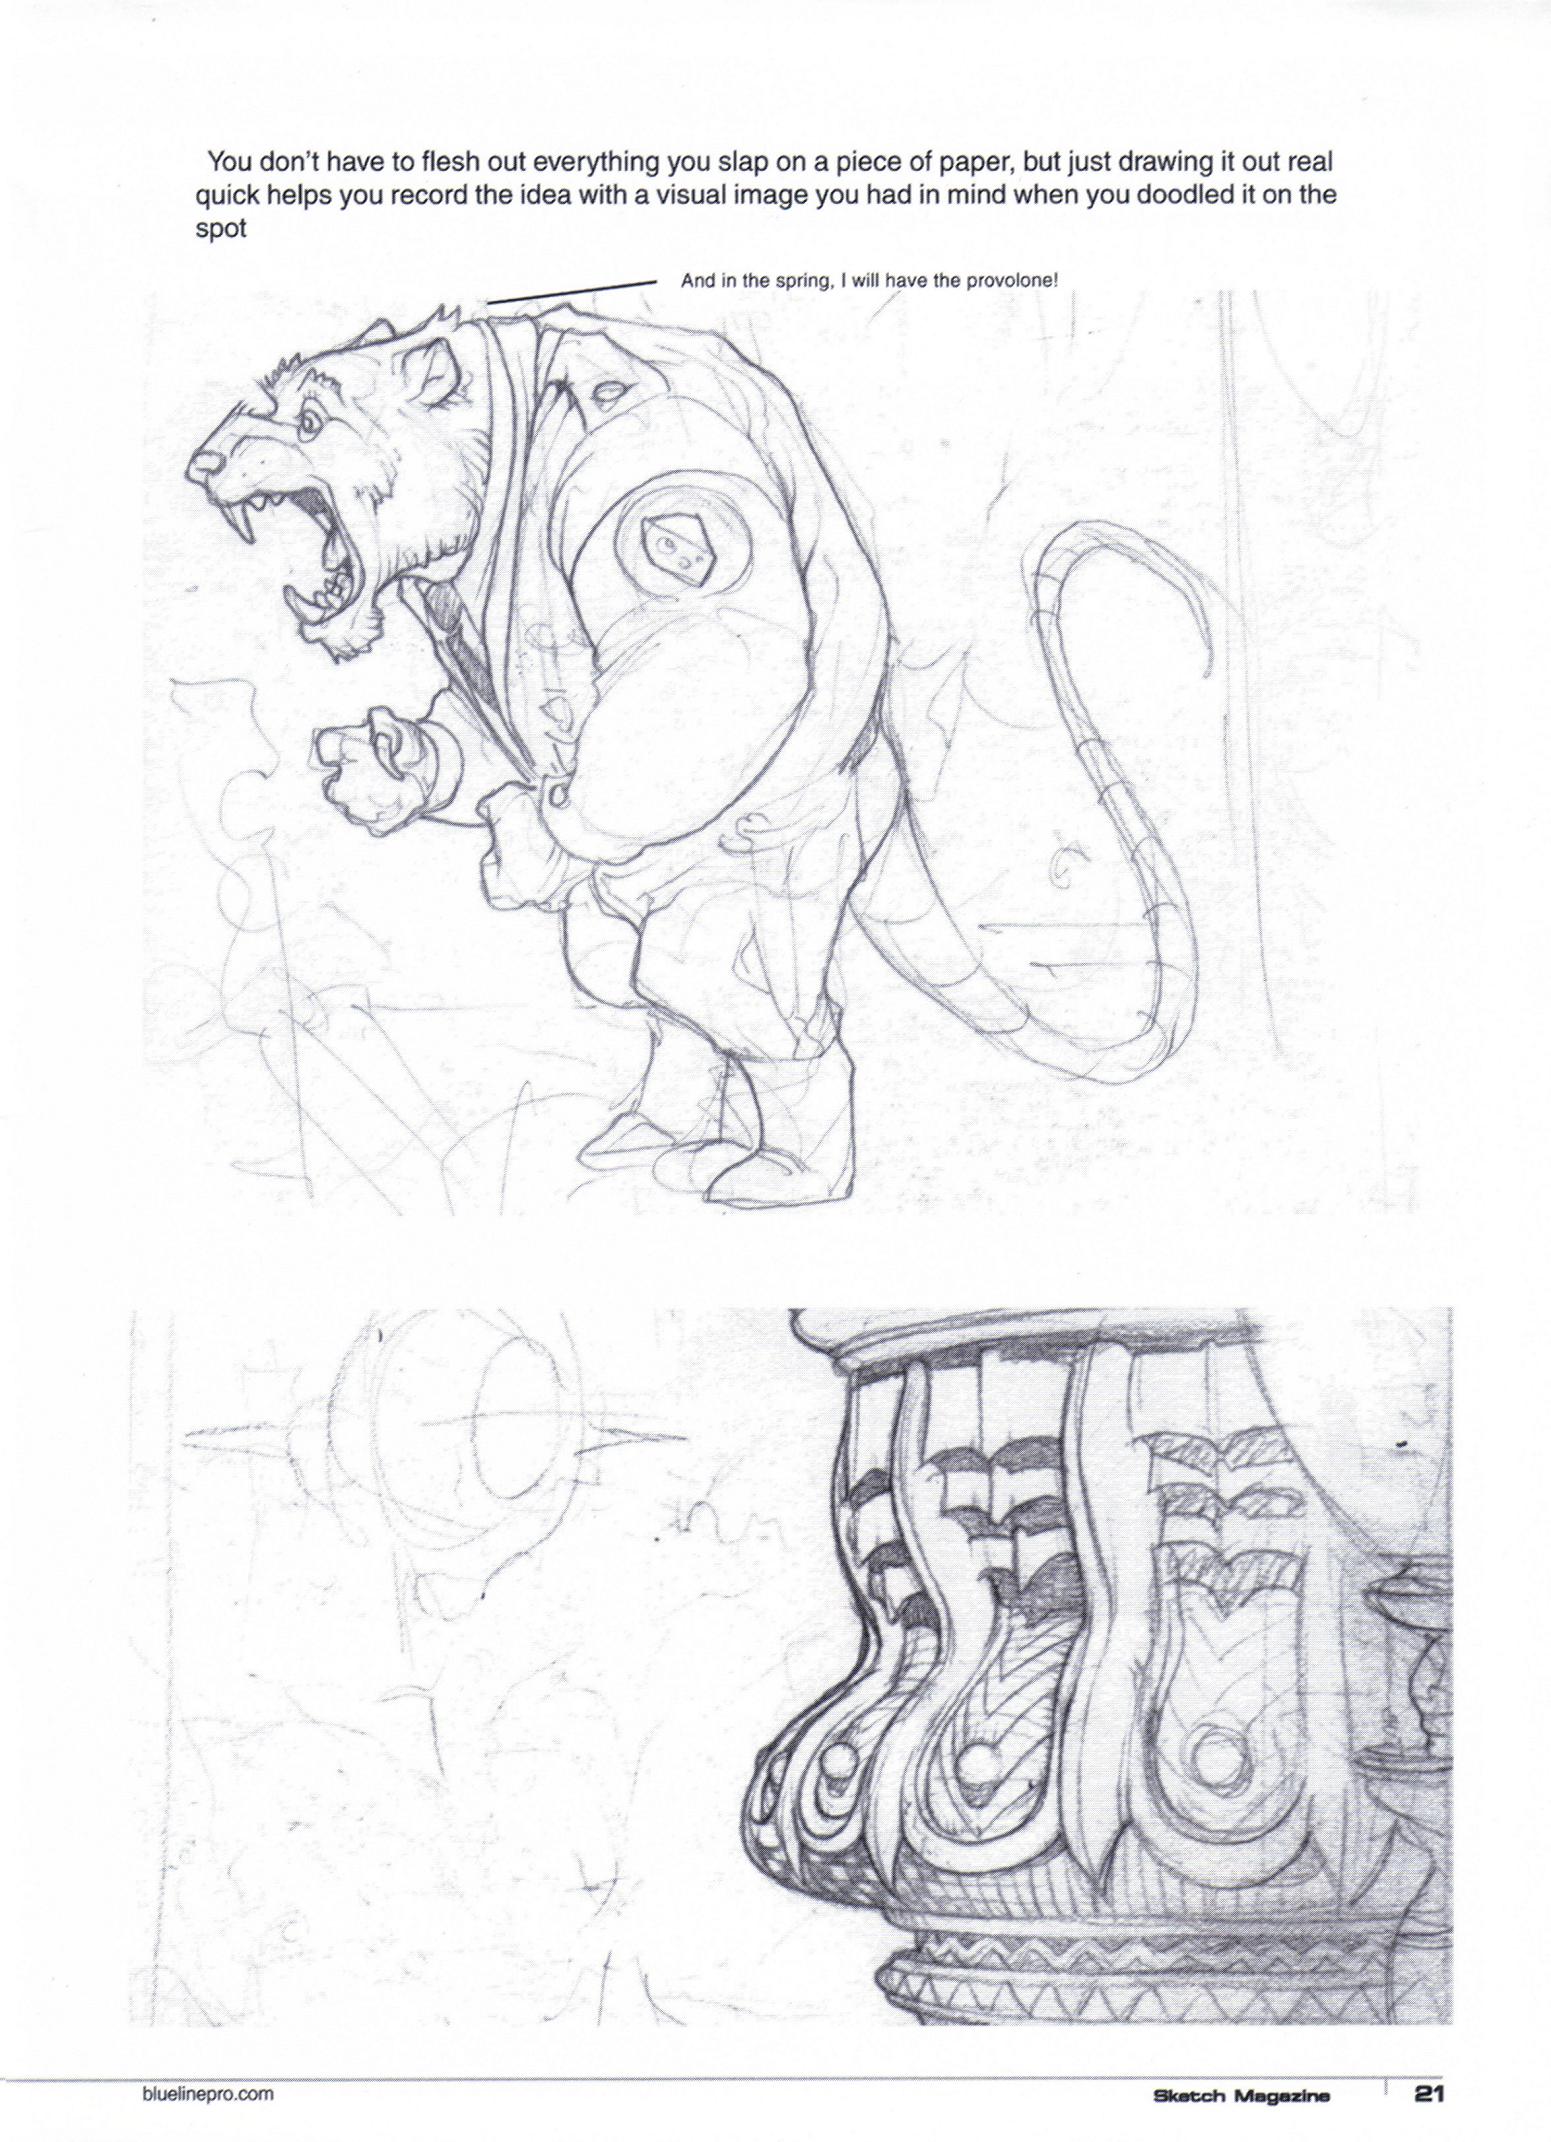 You don't have to flesh out everything you slap on a piece of paper, but just drawing it out real
quick helps you record the idea with a visual image you had in mind when you doodled it on the
spot
And in the spring, I will have the provolone!
bluelinepro.com
Sketch Magazine
21